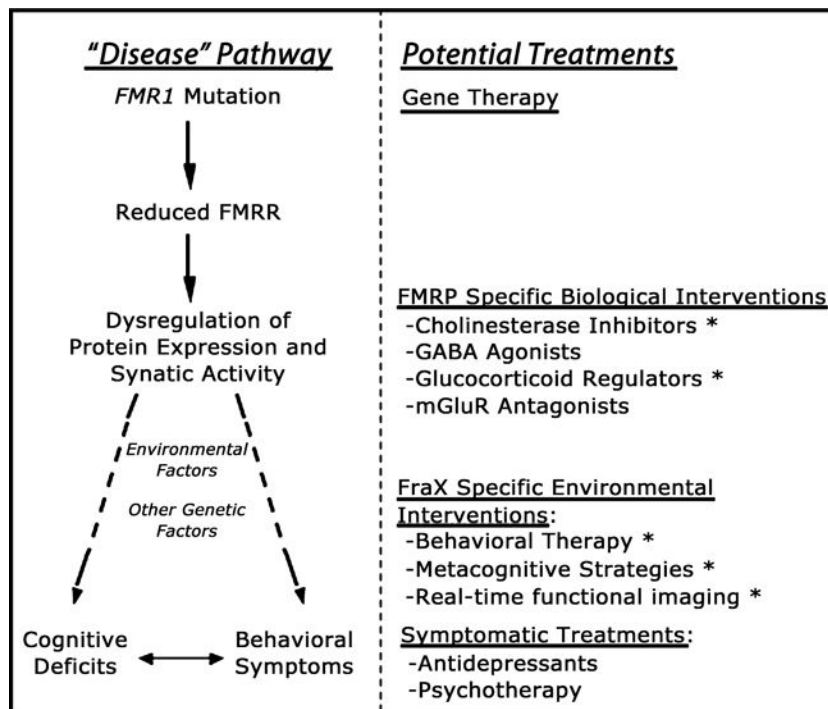 "Disease" Pathway
FMR1 Mutation
Reduced FMRR
Dysregulation of
Protein Expression and
Synatic Activity
Environmental
Factors
Other Genetic
Factors
Cognitive
Deficits
Behavioral
Symptoms
Potential Treatments
Gene Therapy
FMRP Specific Biological Interventions
-Cholinesterase Inhibitors *
-GABA Agonists
-Glucocorticoid Regulators *
-mGluR Antagonists
FraX Specific Environmental
Interventions:
-Behavioral Therapy *
-Metacognitive Strategies *
-Real-time functional imaging *
Symptomatic Treatments:
-Antidepressants
-Psychotherapy